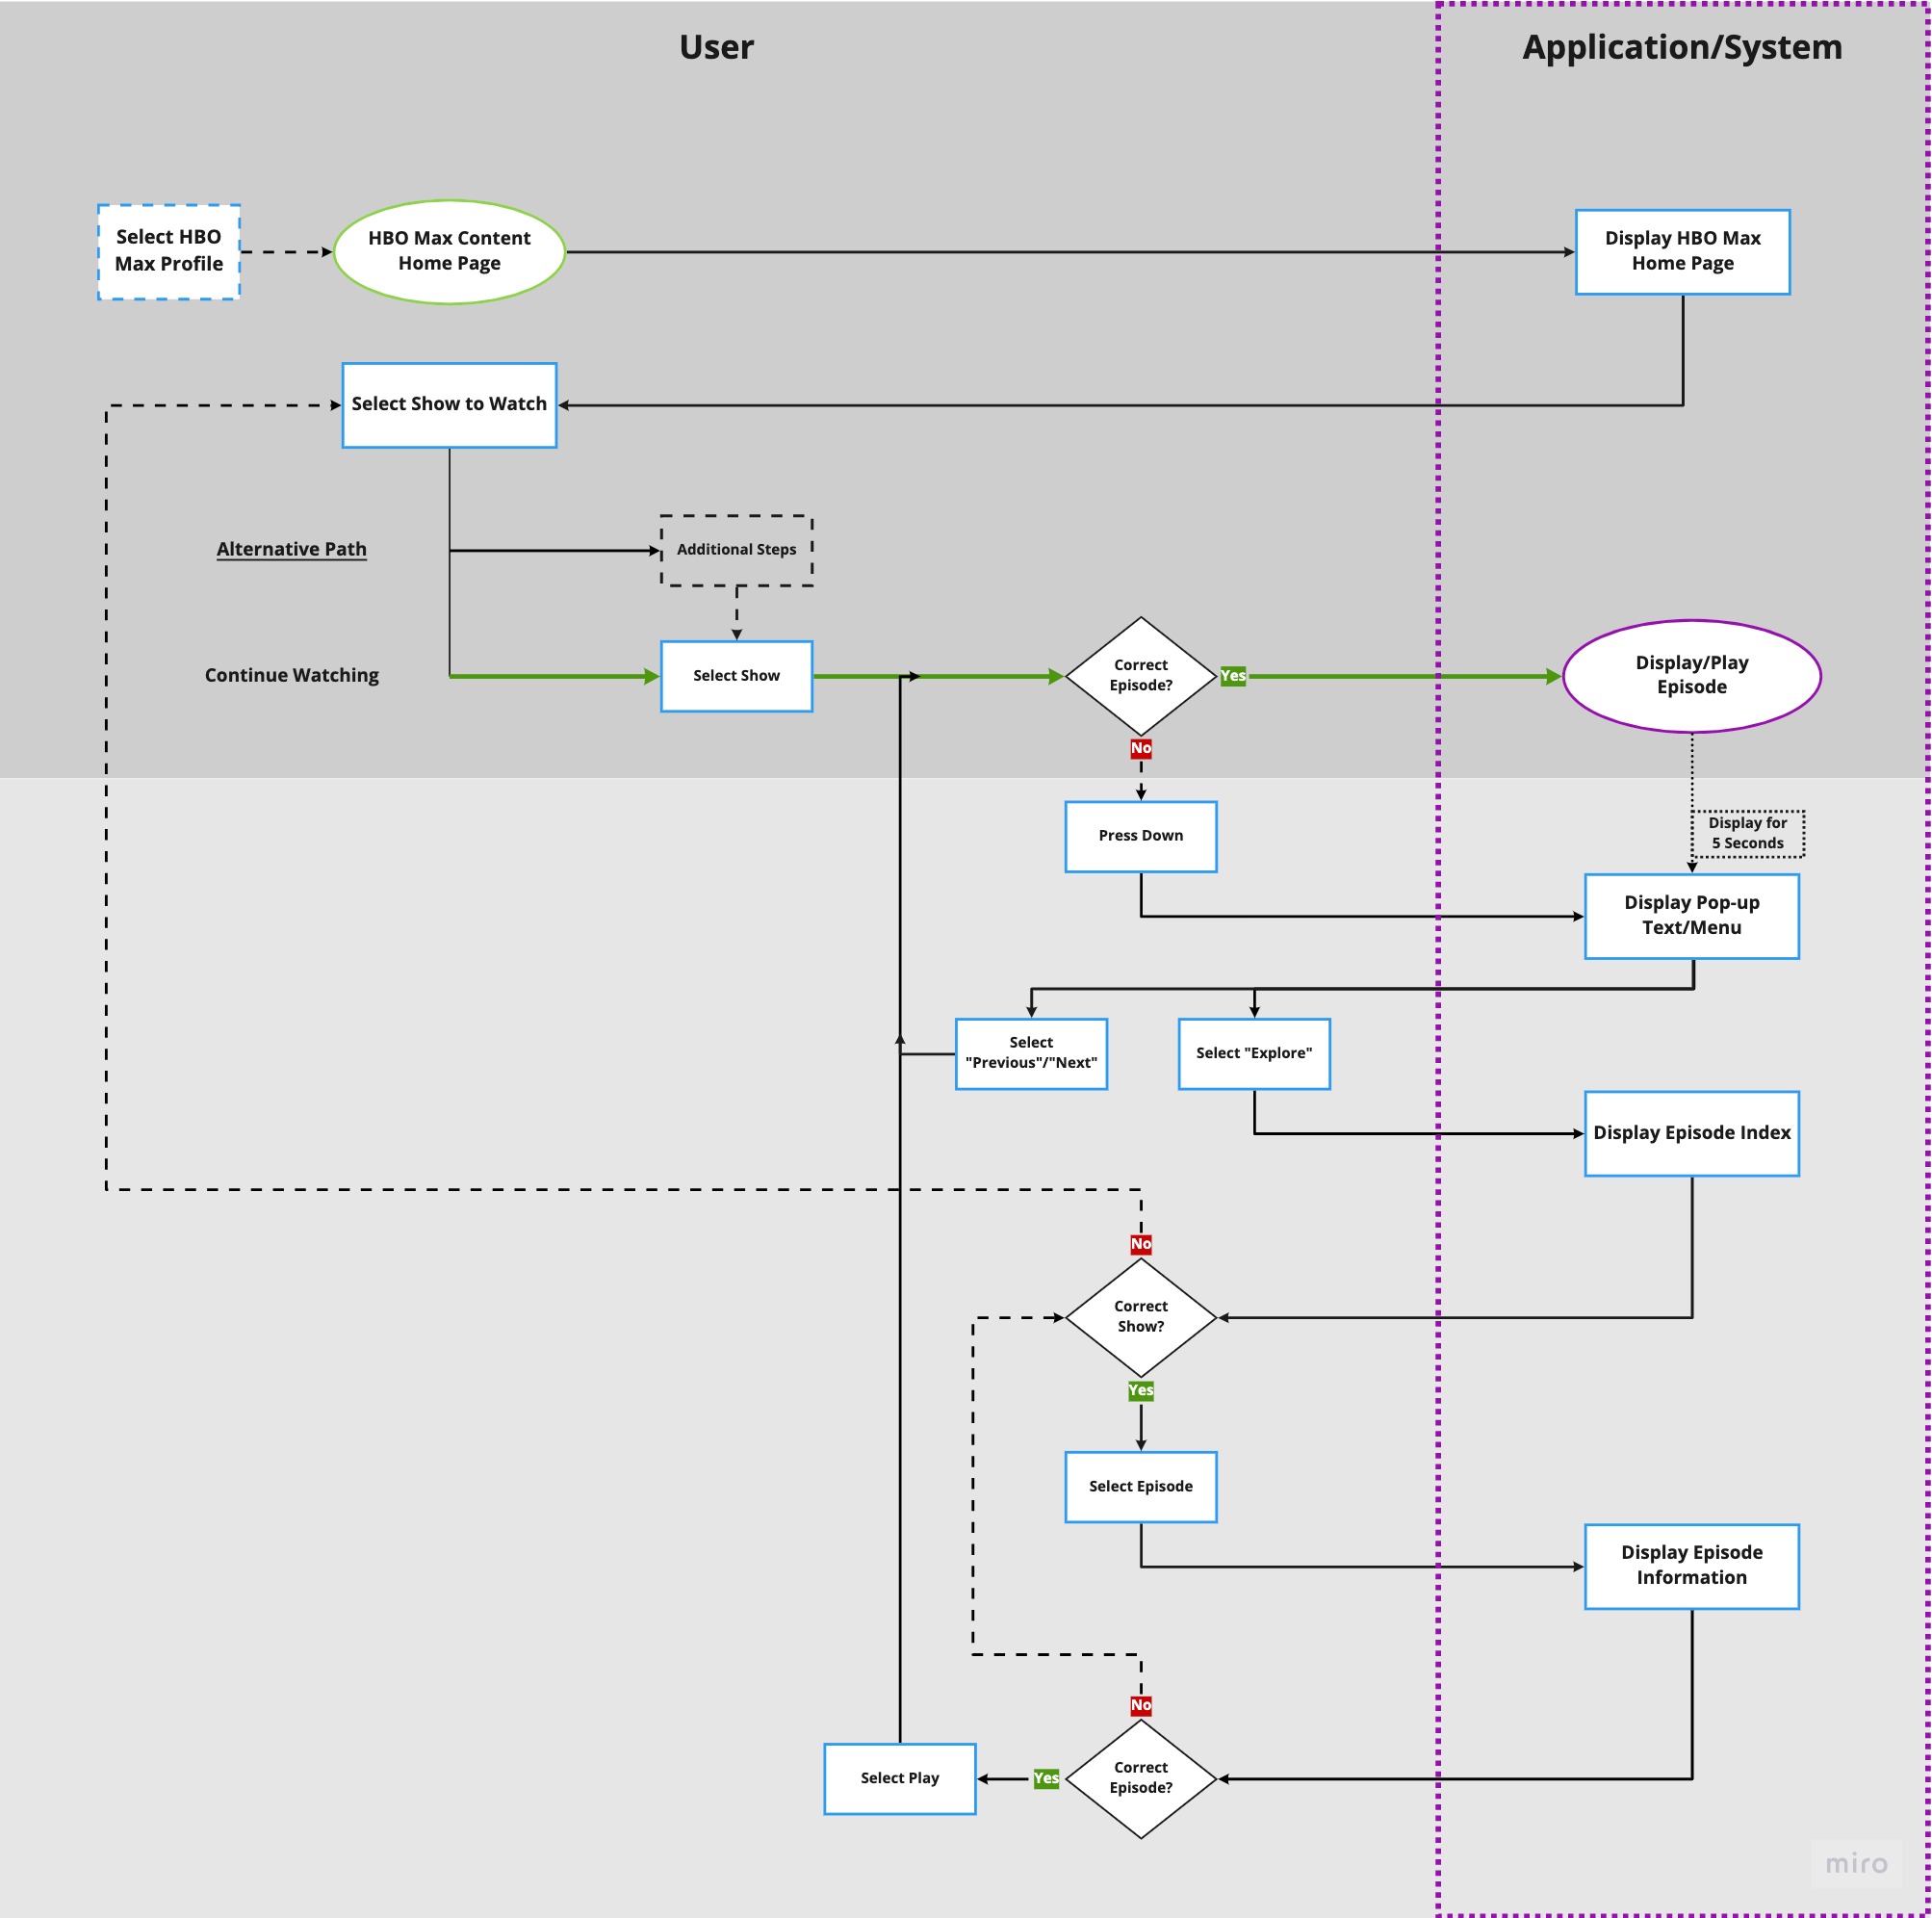 User
Application/System
Select HBO
Max Profile
HBO Max Content
Home Page
Display HBO Max
Home Page
Select Show to Watch
Alternative Path
Additional Steps
Continue Watching
Select Show
Correct
Episode?
Yes
Display/Play
Episode
No
Press Down
Display for
5 Seconds
Display Pop-up
Text/Menu
Select
"Previous"/"Next"
Select "Explore"
Display Episode Index
No
Correct
Show?
Yes
Select Episode
Display Episode
Information
No
Correct
Episode?
Yes
Select Play
miro